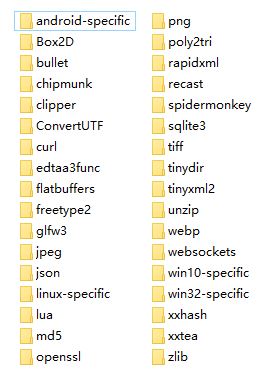 android-specific
Box2D
bullet
chipmunk
clipper
ConvertUTF
curl
edtaa3func
flatbuffers
freetype2
glfw3
jpeg
json
linux-specific
lua
md5
openssl
png
poly2tri
rapidxml
recast
spidermonkey
sqlite3
tiff
tinydir
tinyxml2
unzip
webp
websockets
win10-specific
win32-specific
xxhash
xxtea
zlib